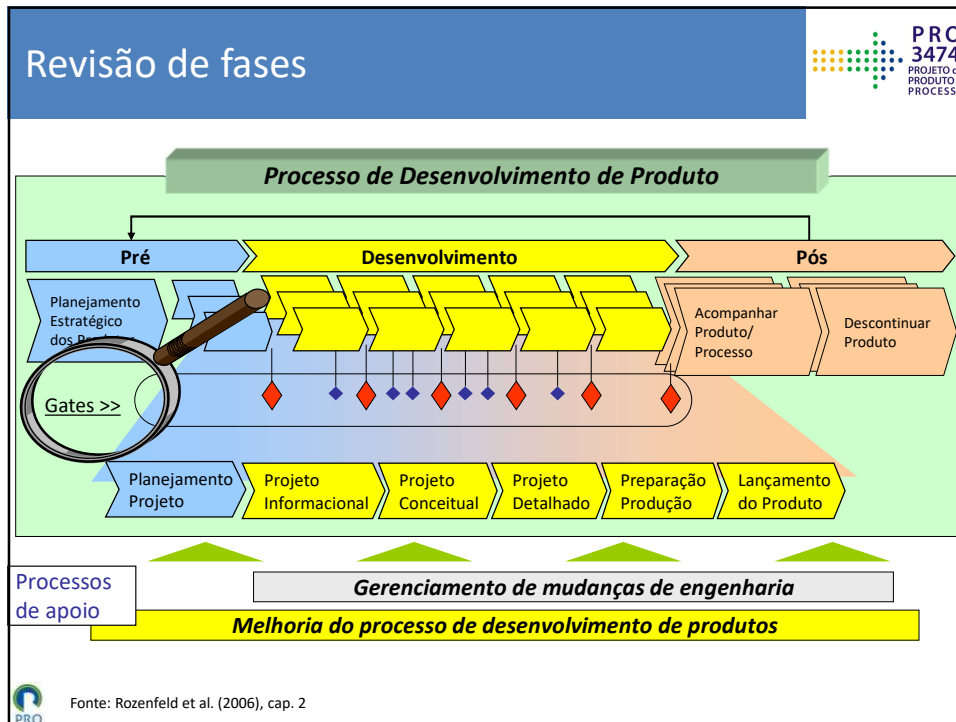 Revisão de fases
PRO
3474
PROJETO
PRODUTO
PROCESS
Processo de Desenvolvimento de Produto
Pré
Desenvolvimento
Pós
Planejamento
Estratégico
dos
Acompanhar
Produto/
Processo
Descontinuar
Produto
Gates >>
Planejamento
Projeto
Projeto
Informacional
Projeto
Conceitual
Projeto
Detalhado
Preparação
Produção
Lançamento
do Produto
Processos
de apoio
Gerenciamento de mudanças de engenharia
Melhoria do processo de desenvolvimento de produtos
PRO
Fonte: Rozenfeld et al. (2006), cap. 2